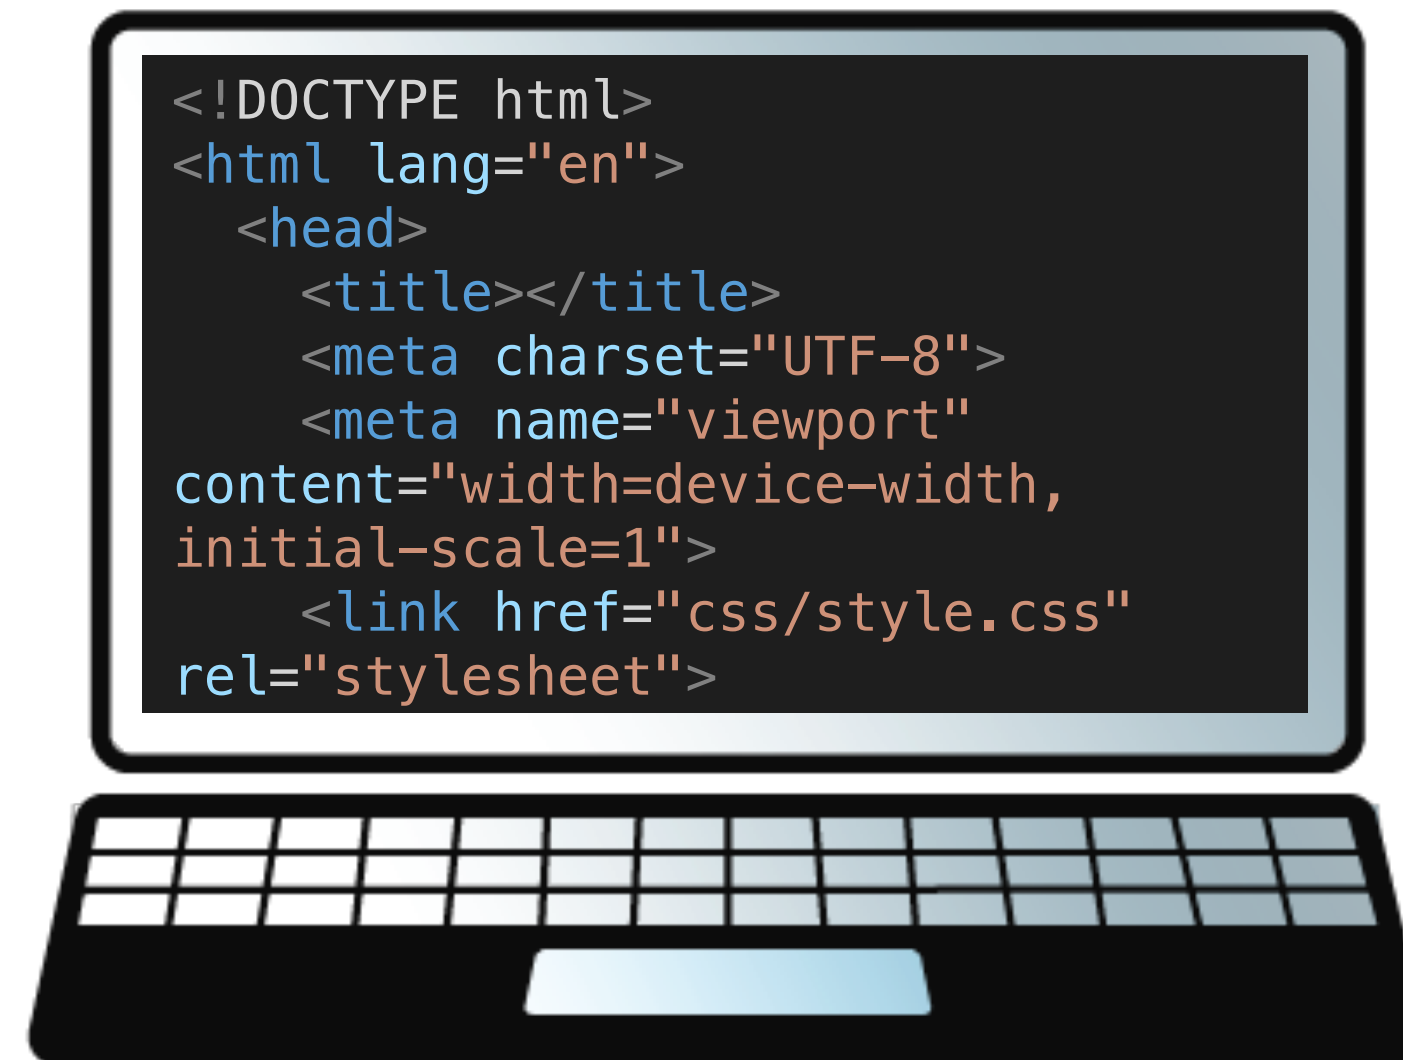 <!DOCTYPE html>
<html lang="en">
  <head>
    <title></title>
    <meta charset="UTF-8">
    <meta name="viewport"
content="width=device-width,
initial-scale=1">
    <link href="css/style.css"
rel="stylesheet">